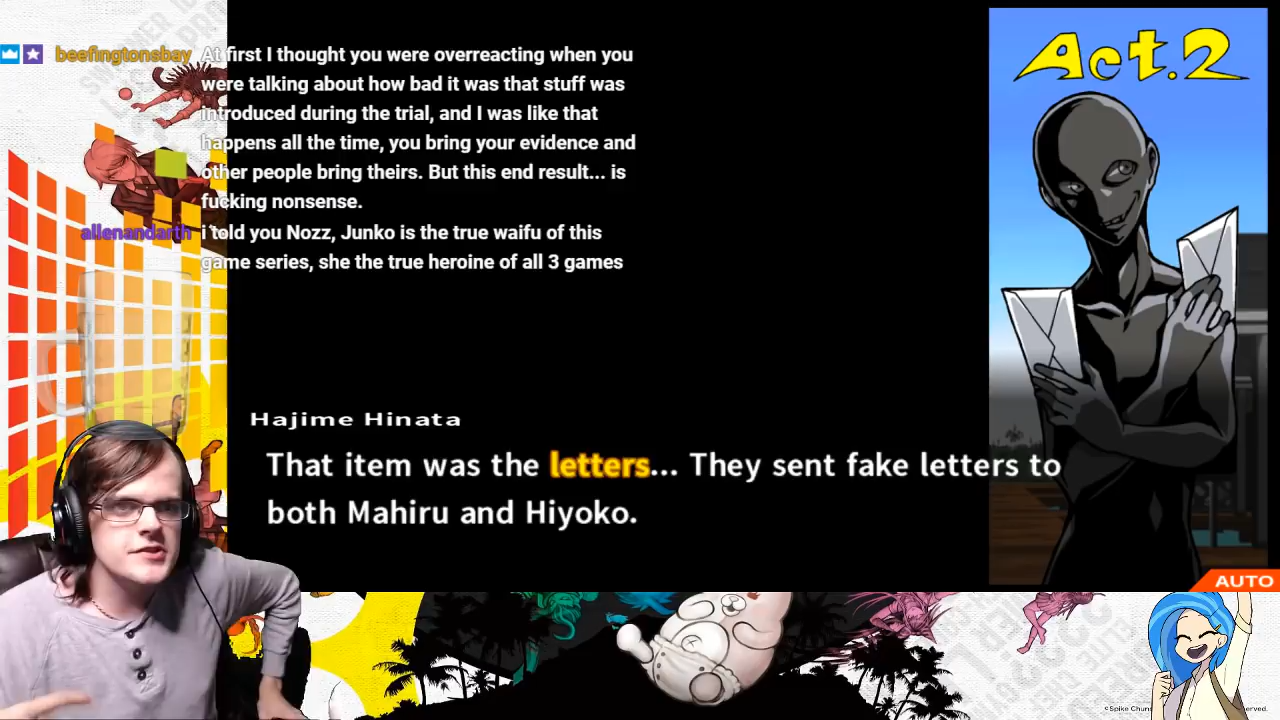 beefingtonsbay At first I thought you were overreacting when you
were talking about how bad it was that stuff was
introduced during the trial, and I was like that
happens all the time, you bring your evidence and
other people bring theirs. But this end result... is
fucking nonsense.
allenandarth i told you Nozz, Junko is the true waifu of this
game series, she the true heroine of all 3 games
Act.2
Hajime Hinata
That item was the letters... They sent fake letters to
both Mahiru and Hiyoko.
AUTO